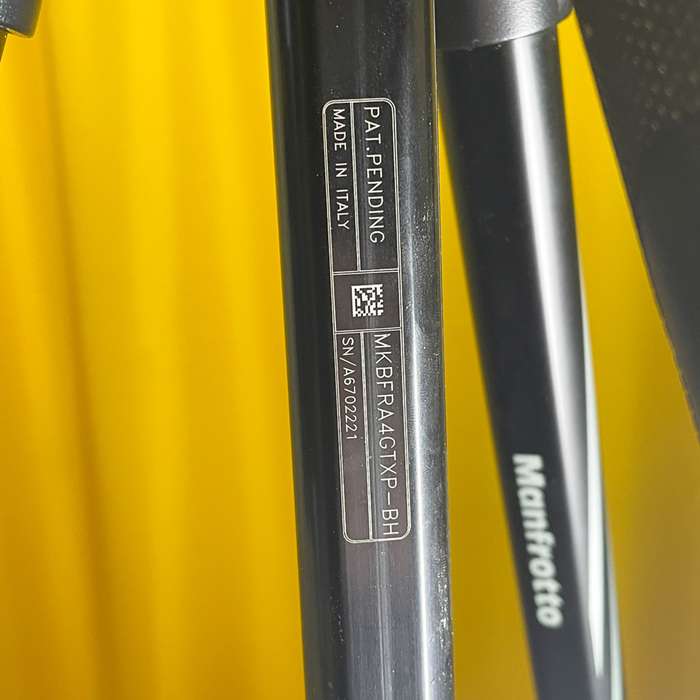 PAT.PENDING
MADE IN ITALY
MKBFRA4GTXP-BH
SN/A6702221
Manfrotto